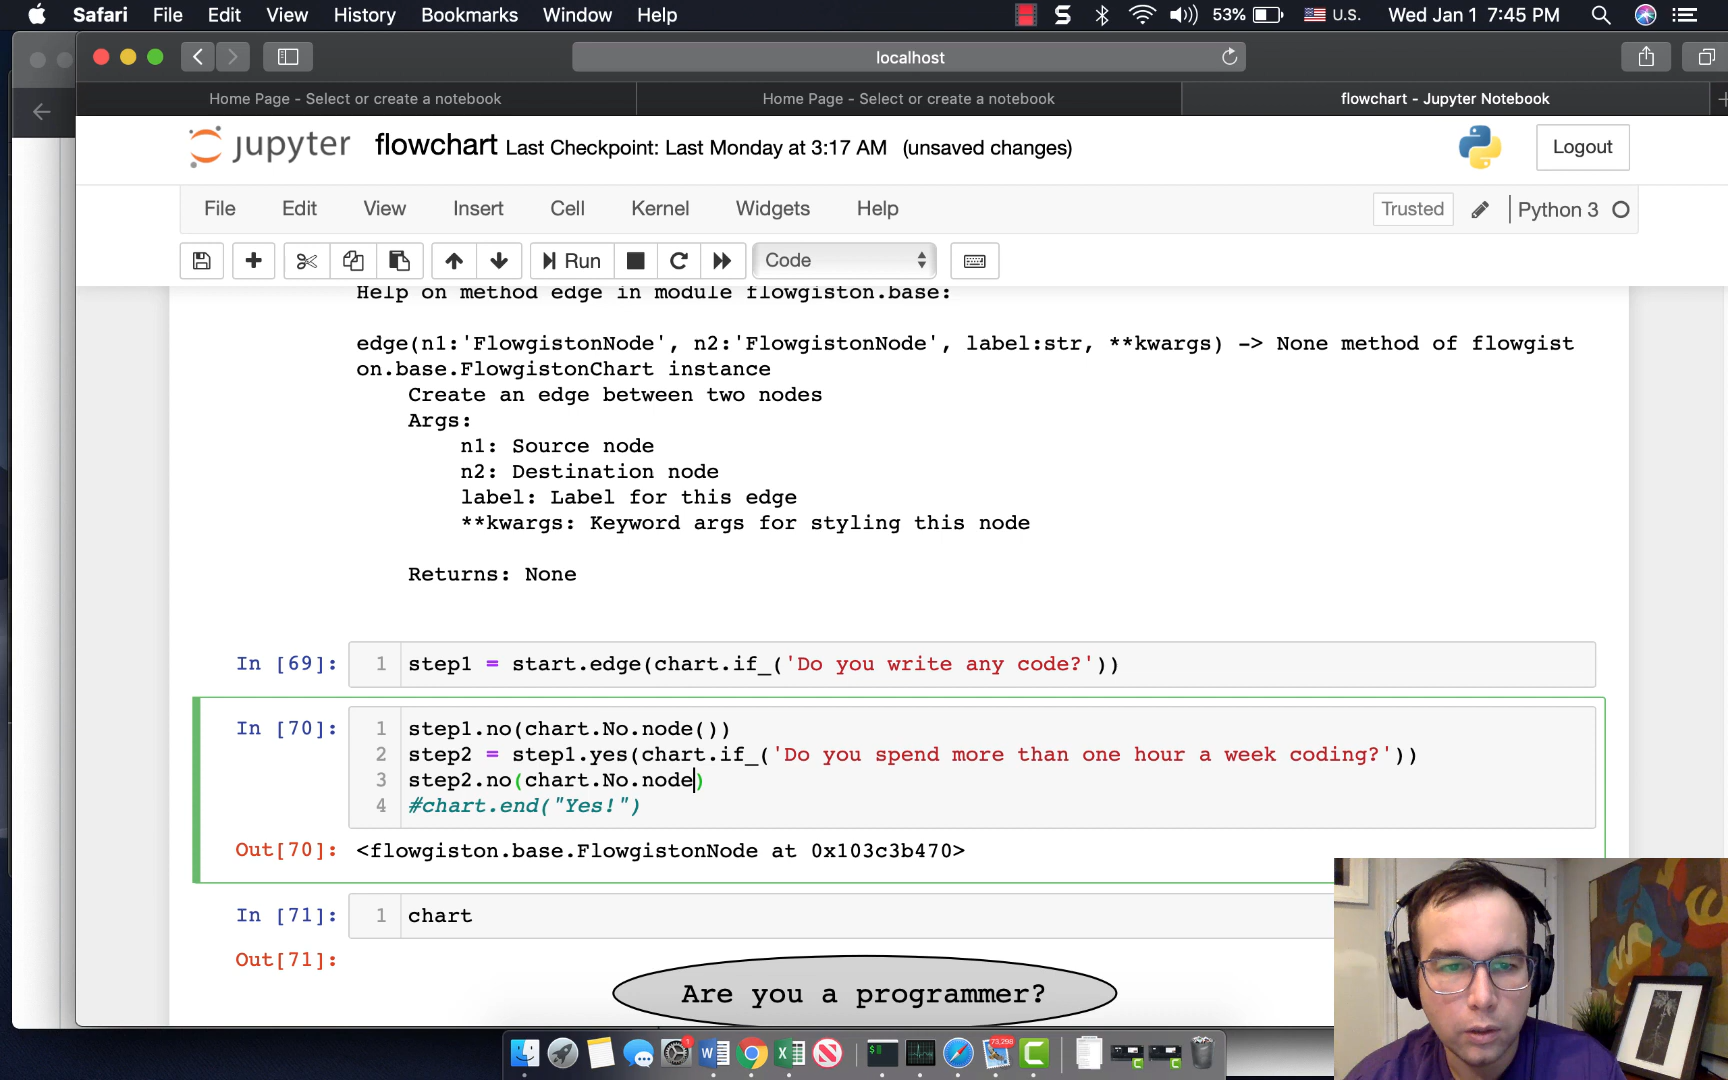 Safari File Edit View History Bookmarks Window Help 53% U.S. Wed Jan 1 7:45 PM
localhost
Home Page - Select or create a notebook Home Page - Select or create a notebook flowchart - Jupyter Notebook
jupyter flowchart Last Checkpoint: Last Monday at 3:17 AM (unsaved changes) Logout
File Edit View Insert Cell Kernel Widgets Help Trusted Python 3
Run Code
Help on method edge in module flowgiston.base:
edge(n1:'FlowgistonNode', n2:'FlowgistonNode', label:str, **kwargs) -> None method of flowgist
on.base.FlowgistonChart instance
Create an edge between two nodes
Args:
n1: Source node
n2: Destination node
label: Label for this edge
**kwargs: Keyword args for styling this node
Returns: None
In [69]: 1 step1 = start.edge(chart.if_('Do you write any code?'))
In [70]: 1 step1.no(chart.No.node())
2 step2 = step1.yes(chart.if_('Do you spend more than one hour a week coding?'))
3 step2.no(chart.No.node)
4 #chart.end("Yes!")
Out[70]: <flowgiston.base.FlowgistonNode at 0x103c3b470>
In [71]: 1 chart
Out[71]:
Are you a programmer?